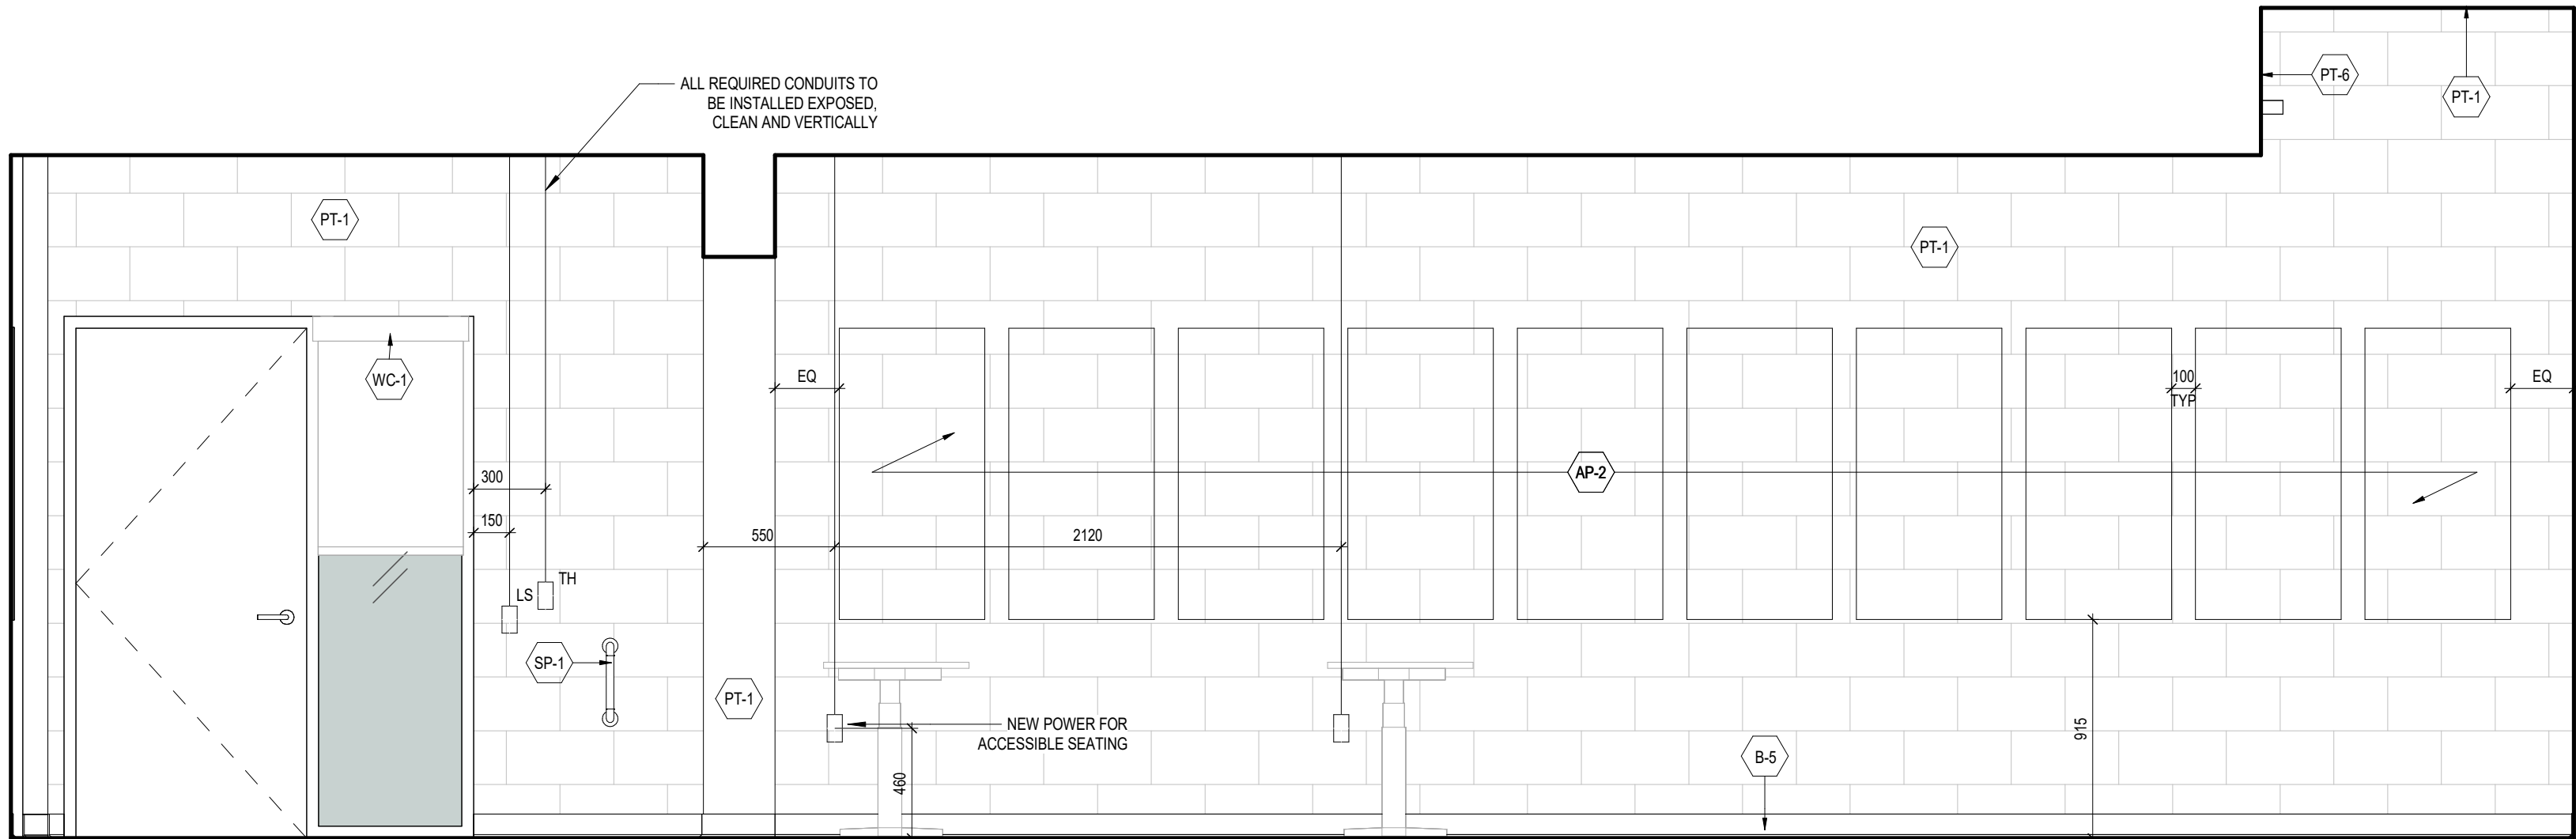 ALL REQUIRED CONDUITS TO
BE INSTALLED EXPOSED,
CLEAN AND VERTICALLY
PT-6
PT-1
PT-1
PT-1
WC-1
EQ
100
TYP
EQ
AP-2
300
150
550
2120
TH
LS
SP-1
PT-1
NEW POWER FOR
ACCESSIBLE SEATING
460
915
B-5